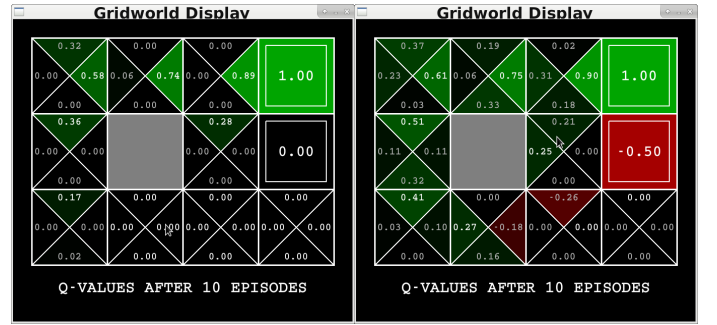 Gridworld Display
0.32 0.00 0.00
0.00 0.58 0.06 0.74 0.00 0.89 1.00
0.00 0.00 0.00
0.36 0.28
0.00 0.00 0.00 0.00 0.00
0.00 0.00
0.17 0.00 0.00 0.00
0.00 0.00 0.00 0.00 0.00 0.00 0.00 0.00
0.02 0.00 0.00 0.00
Q-VALUES AFTER 10 EPISODES
Gridworld Display
0.37 0.19 0.02
0.23 0.61 0.06 0.75 0.31 0.90 1.00
0.03 0.33 0.18
0.51 0.21
0.11 0.11 0.25 0.00 -0.50
0.32 0.00
0.41 0.00 -0.26 0.00
0.03 0.10 0.27 -0.18 0.00 0.00 0.00 0.00
0.00 0.16 0.00 0.00
Q-VALUES AFTER 10 EPISODES